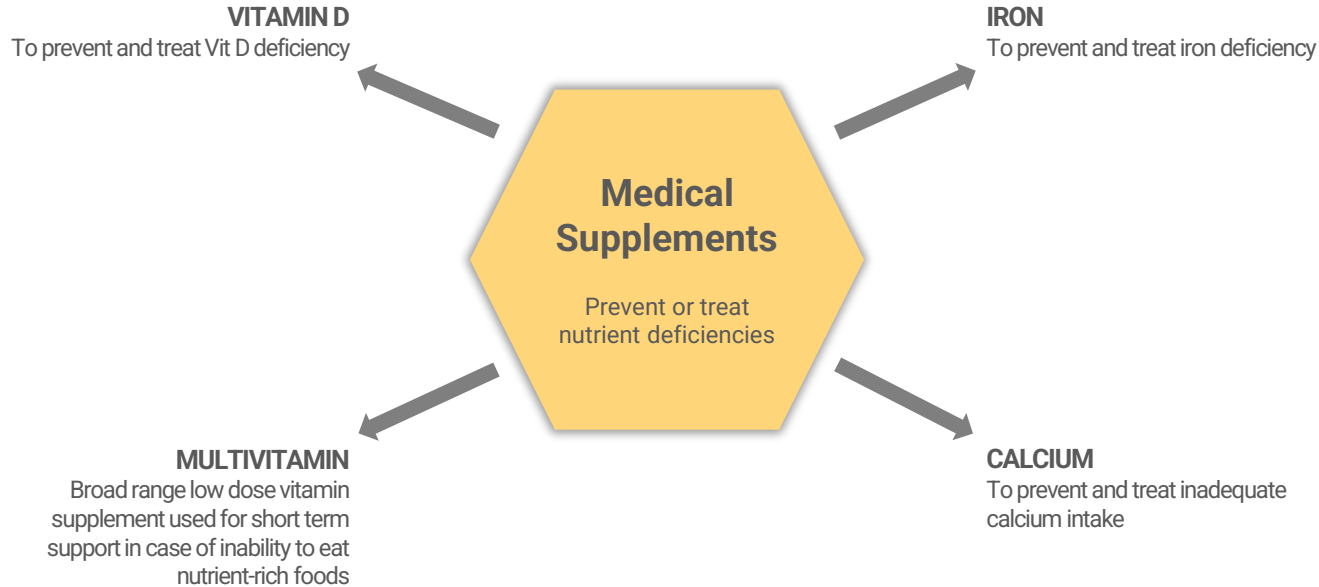 VITAMIN D
To prevent and treat Vit D deficiency
IRON
To prevent and treat iron deficiency
Medical
Supplements
Prevent or treat
nutrient deficiencies
MULTIVITAMIN
Broad range low dose vitamin
supplement used for short term
support in case of inability to eat
nutrient-rich foods
CALCIUM
To prevent and treat inadequate
calcium intake